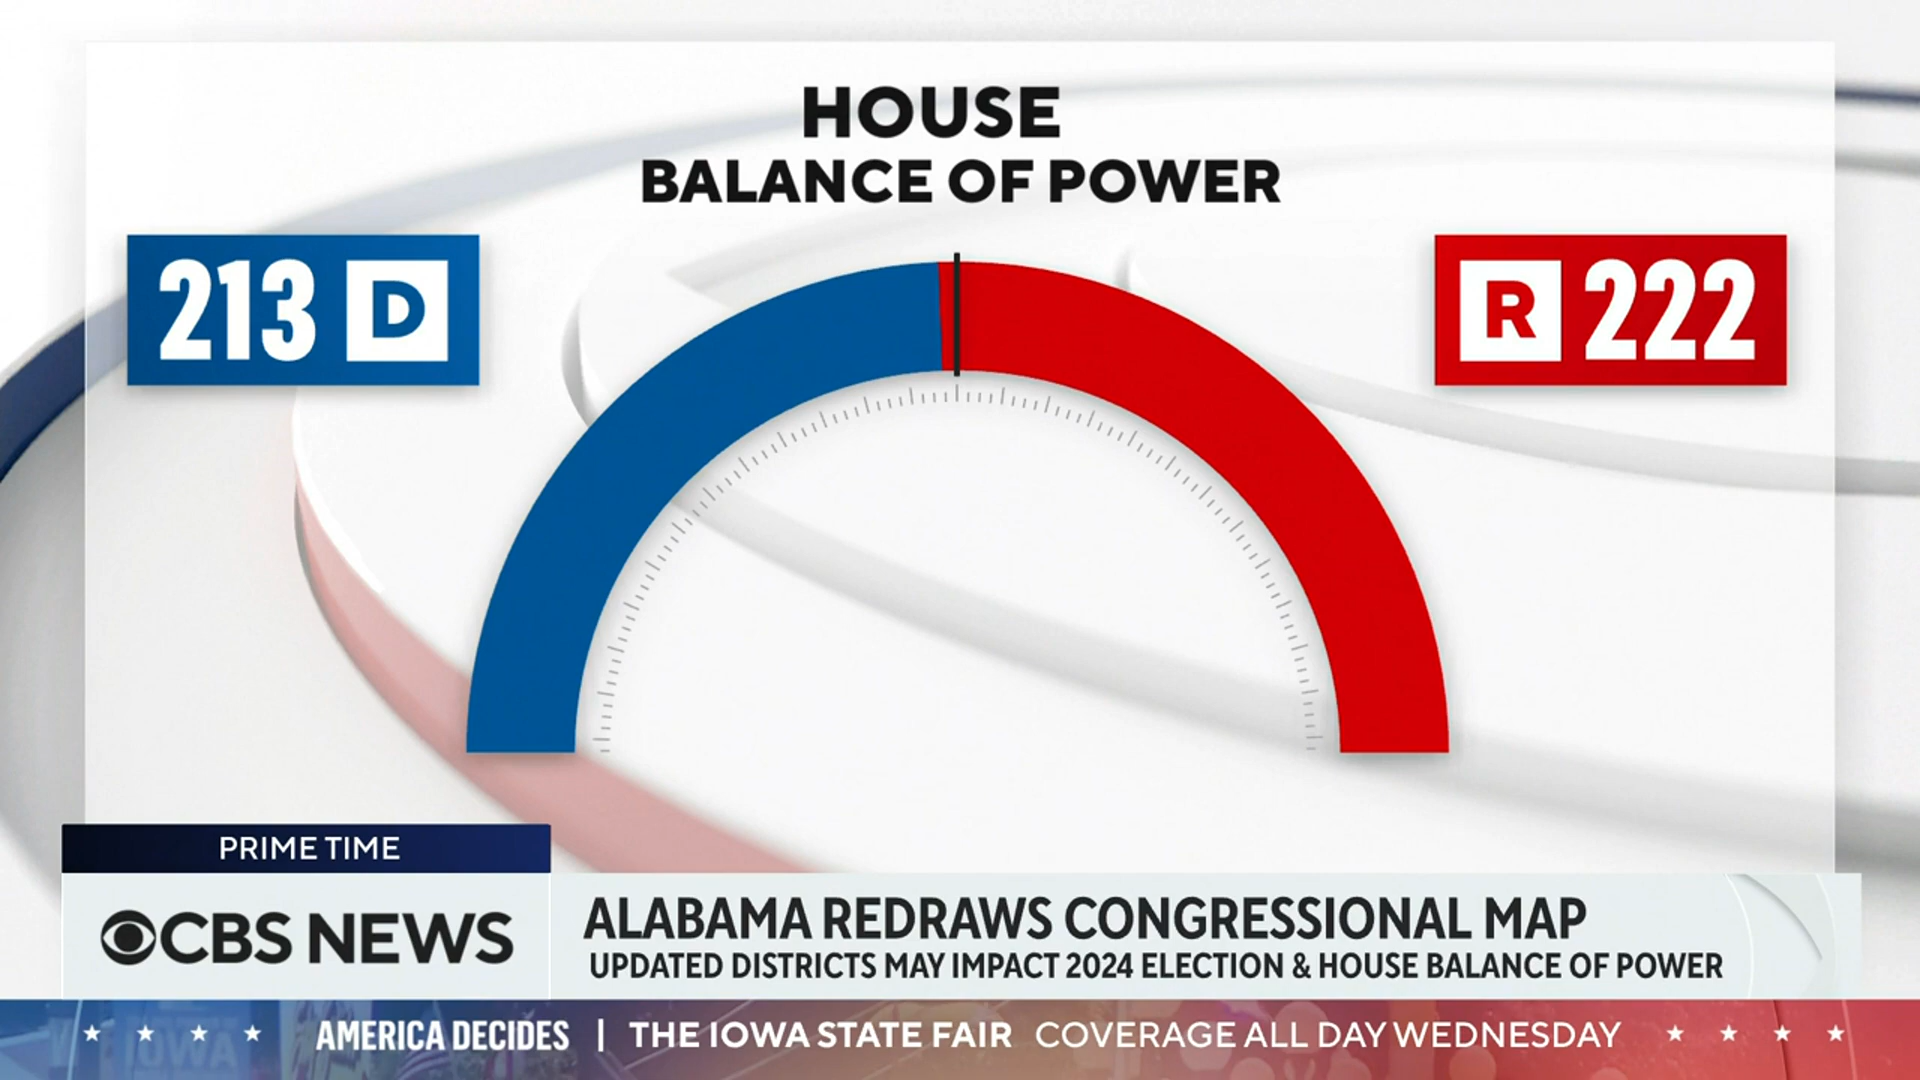 HOUSE
BALANCE OF POWER
213 D
R 222
PRIME TIME
CBS NEWS
ALABAMA REDRAWS CONGRESSIONAL MAP
UPDATED DISTRICTS MAY IMPACT 2024 ELECTION & HOUSE BALANCE OF POWER
IOWA
AMERICA DECIDES | THE IOWA STATE FAIR COVERAGE ALL DAY WEDNESDAY